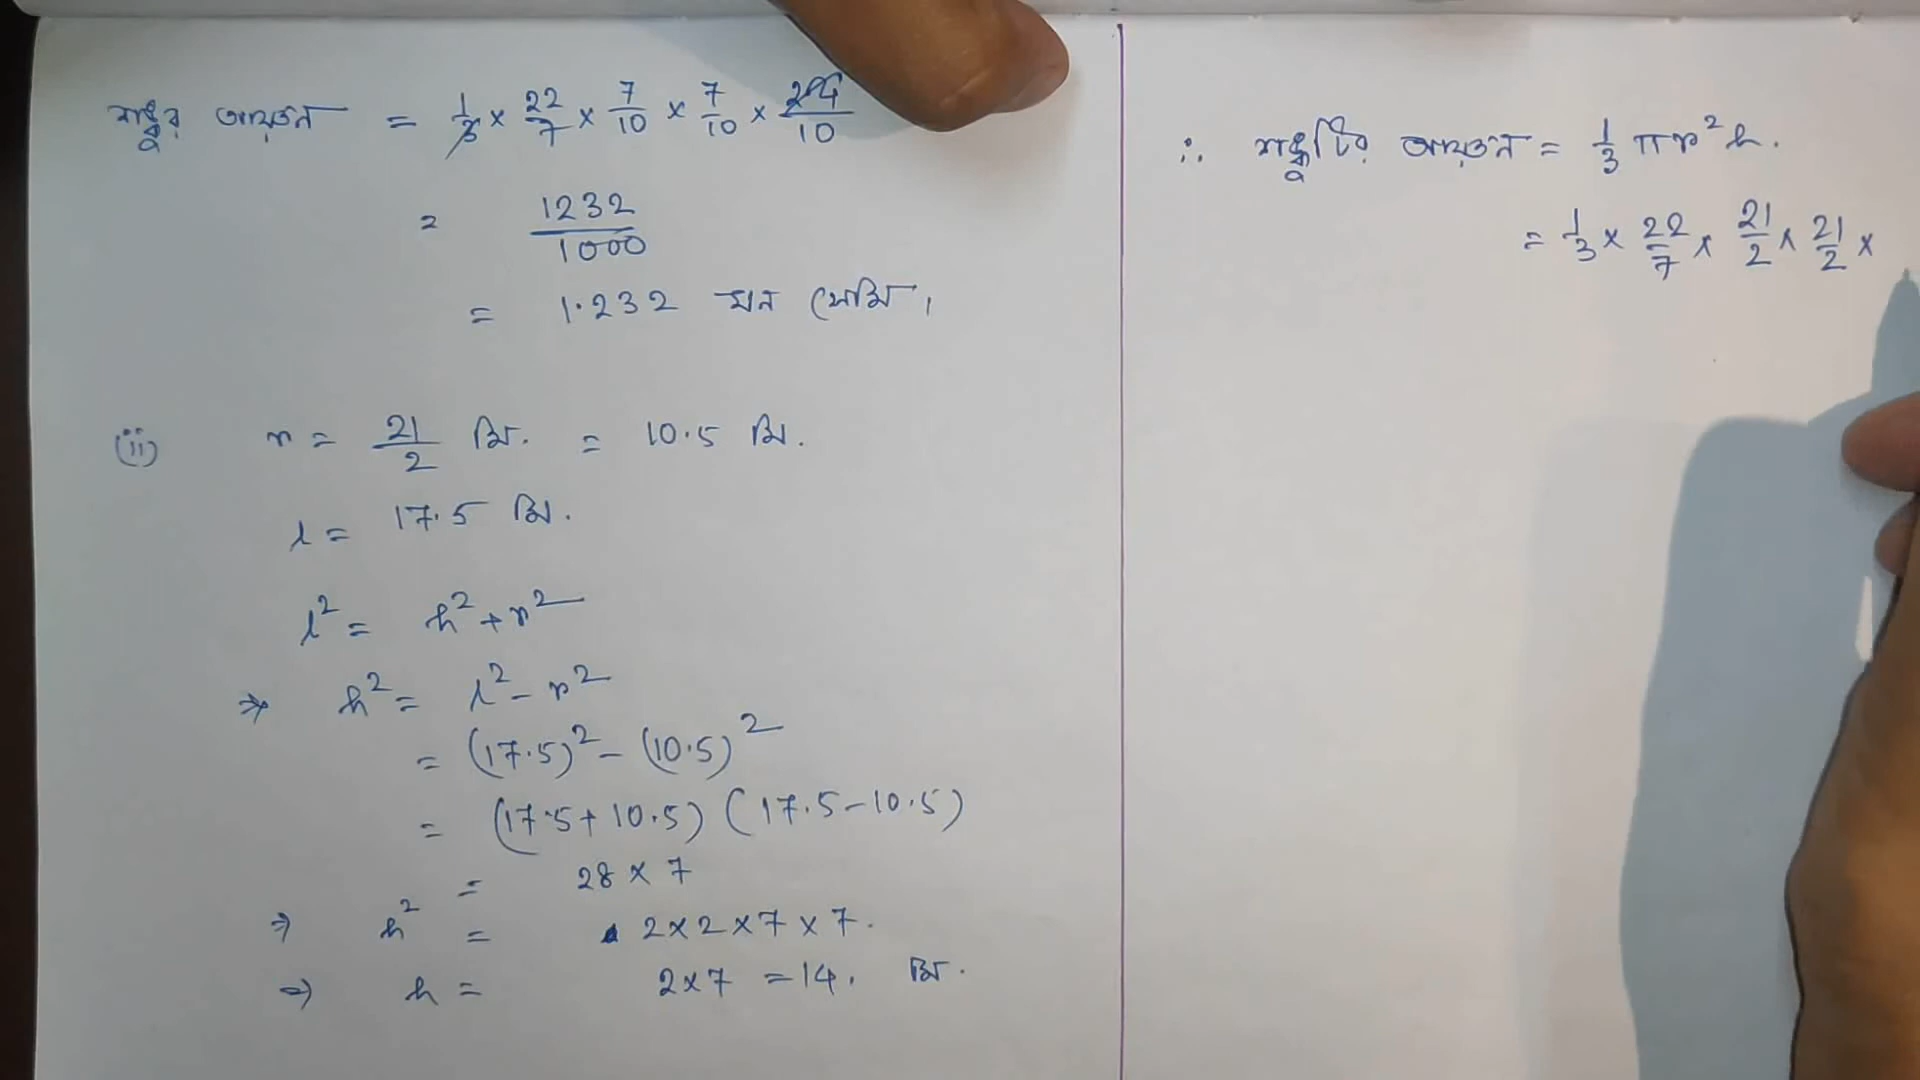 শঙ্কুর আয়তন = 1/3 × 22/7 × 7/10 × 7/10 × 24/10
= 1232/1000
= 1.232 ঘন সেমি।
(ii) r = 21/2 মি. = 10.5 মি.
l = 17.5 মি.
l² = h² + r²
⇒ h² = l² - r²
= (17.5)² - (10.5)²
= (17.5 + 10.5) (17.5 - 10.5)
= 28 × 7
⇒ h² = 2 × 2 × 7 × 7.
⇒ h = 2 × 7 = 14. মি.
∴ শঙ্কুটির আয়তন = 1/3 πr²h.
= 1/3 × 22/7 × 21/2 × 21/2 ×